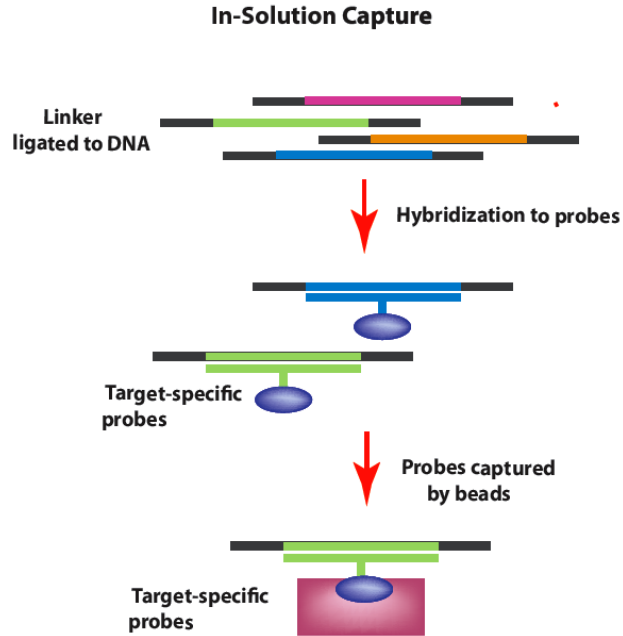 In-Solution Capture
Linker
ligated to DNA
Hybridization to probes
Target-specific
probes
Probes captured
by beads
Target-specific
probes